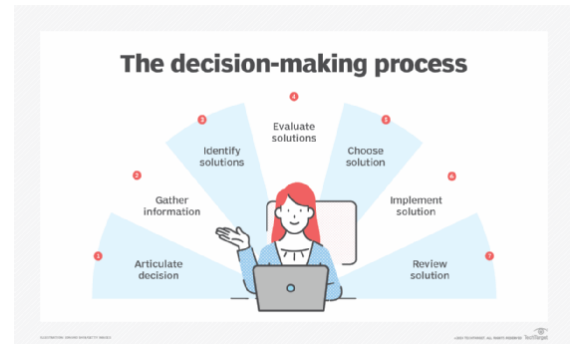 The decision-making process
1
Articulate
decision
2
Gather
information
3
Identify
solutions
4
Evaluate
solutions
5
Choose
solution
6
Implement
solution
7
Review
solution
TechTarget